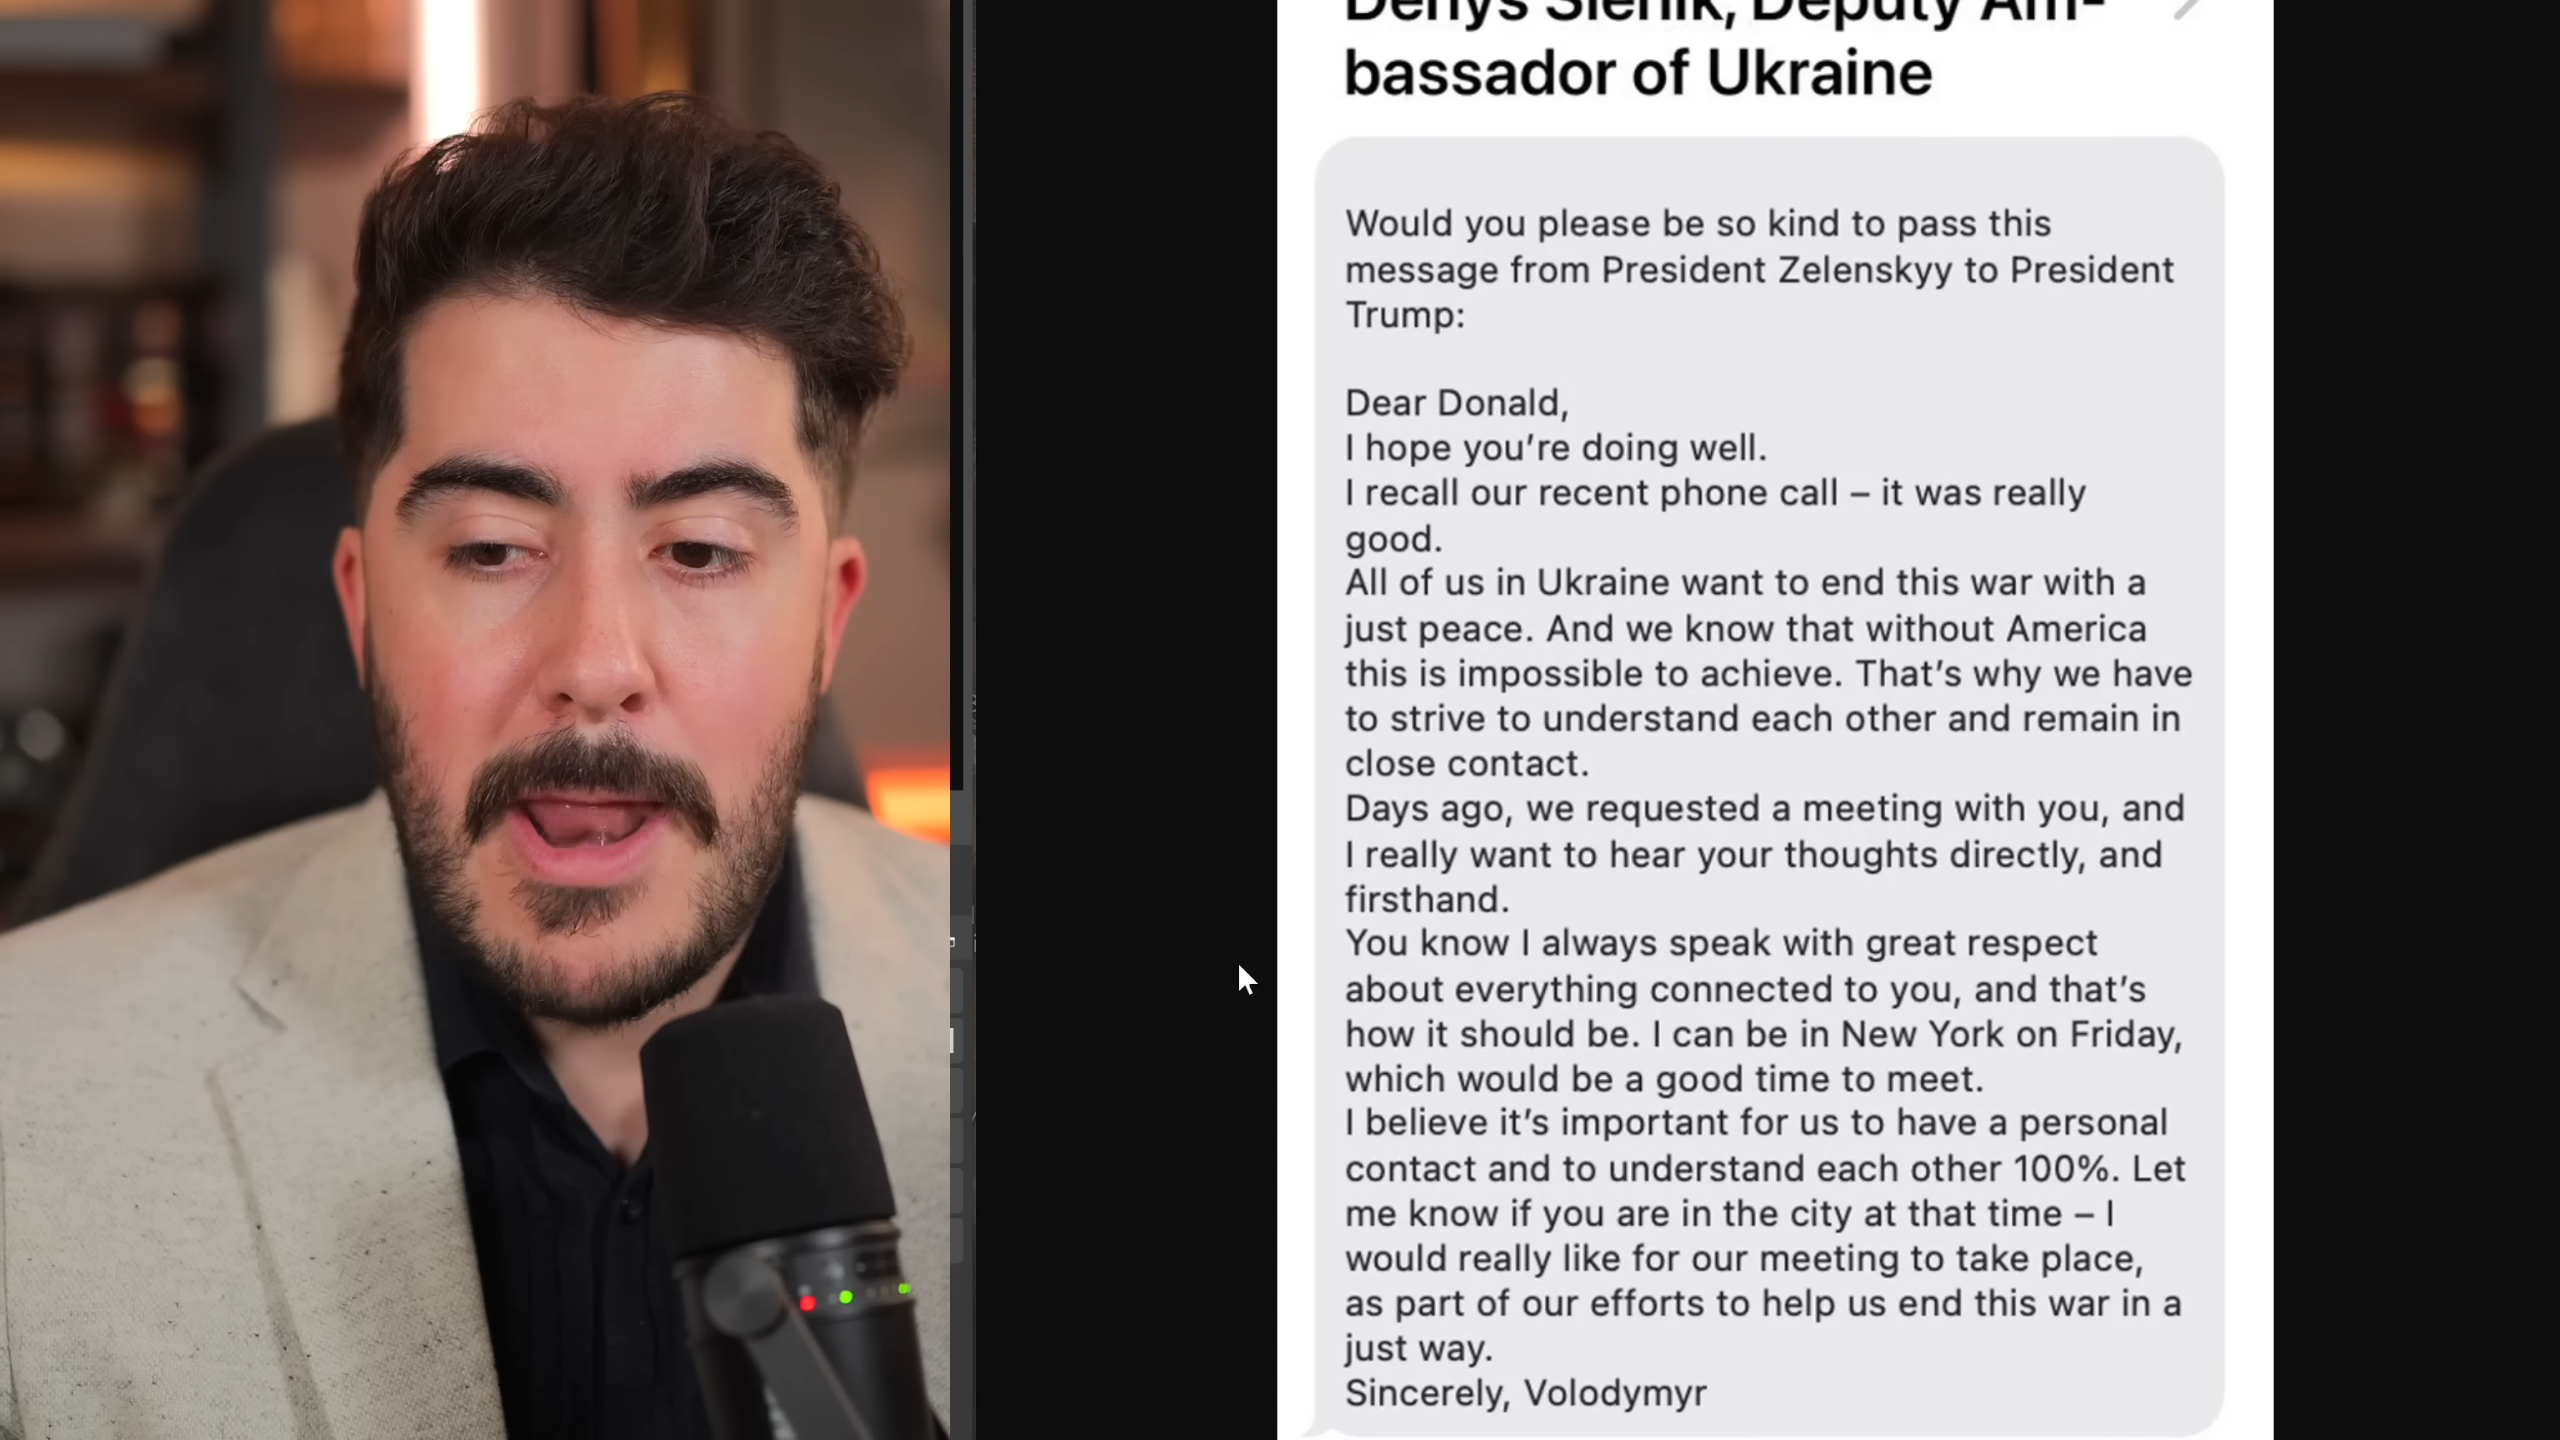 Denys Sienik, Deputy Am-
bassador of Ukraine
Would you please be so kind to pass this
message from President Zelenskyy to President
Trump:
Dear Donald,
I hope you’re doing well.
I recall our recent phone call – it was really
good.
All of us in Ukraine want to end this war with a
just peace. And we know that without America
this is impossible to achieve. That’s why we have
to strive to understand each other and remain in
close contact.
Days ago, we requested a meeting with you, and
I really want to hear your thoughts directly, and
firsthand.
You know I always speak with great respect
about everything connected to you, and that’s
how it should be. I can be in New York on Friday,
which would be a good time to meet.
I believe it’s important for us to have a personal
contact and to understand each other 100%. Let
me know if you are in the city at that time – I
would really like for our meeting to take place,
as part of our efforts to help us end this war in a
just way.
Sincerely, Volodymyr